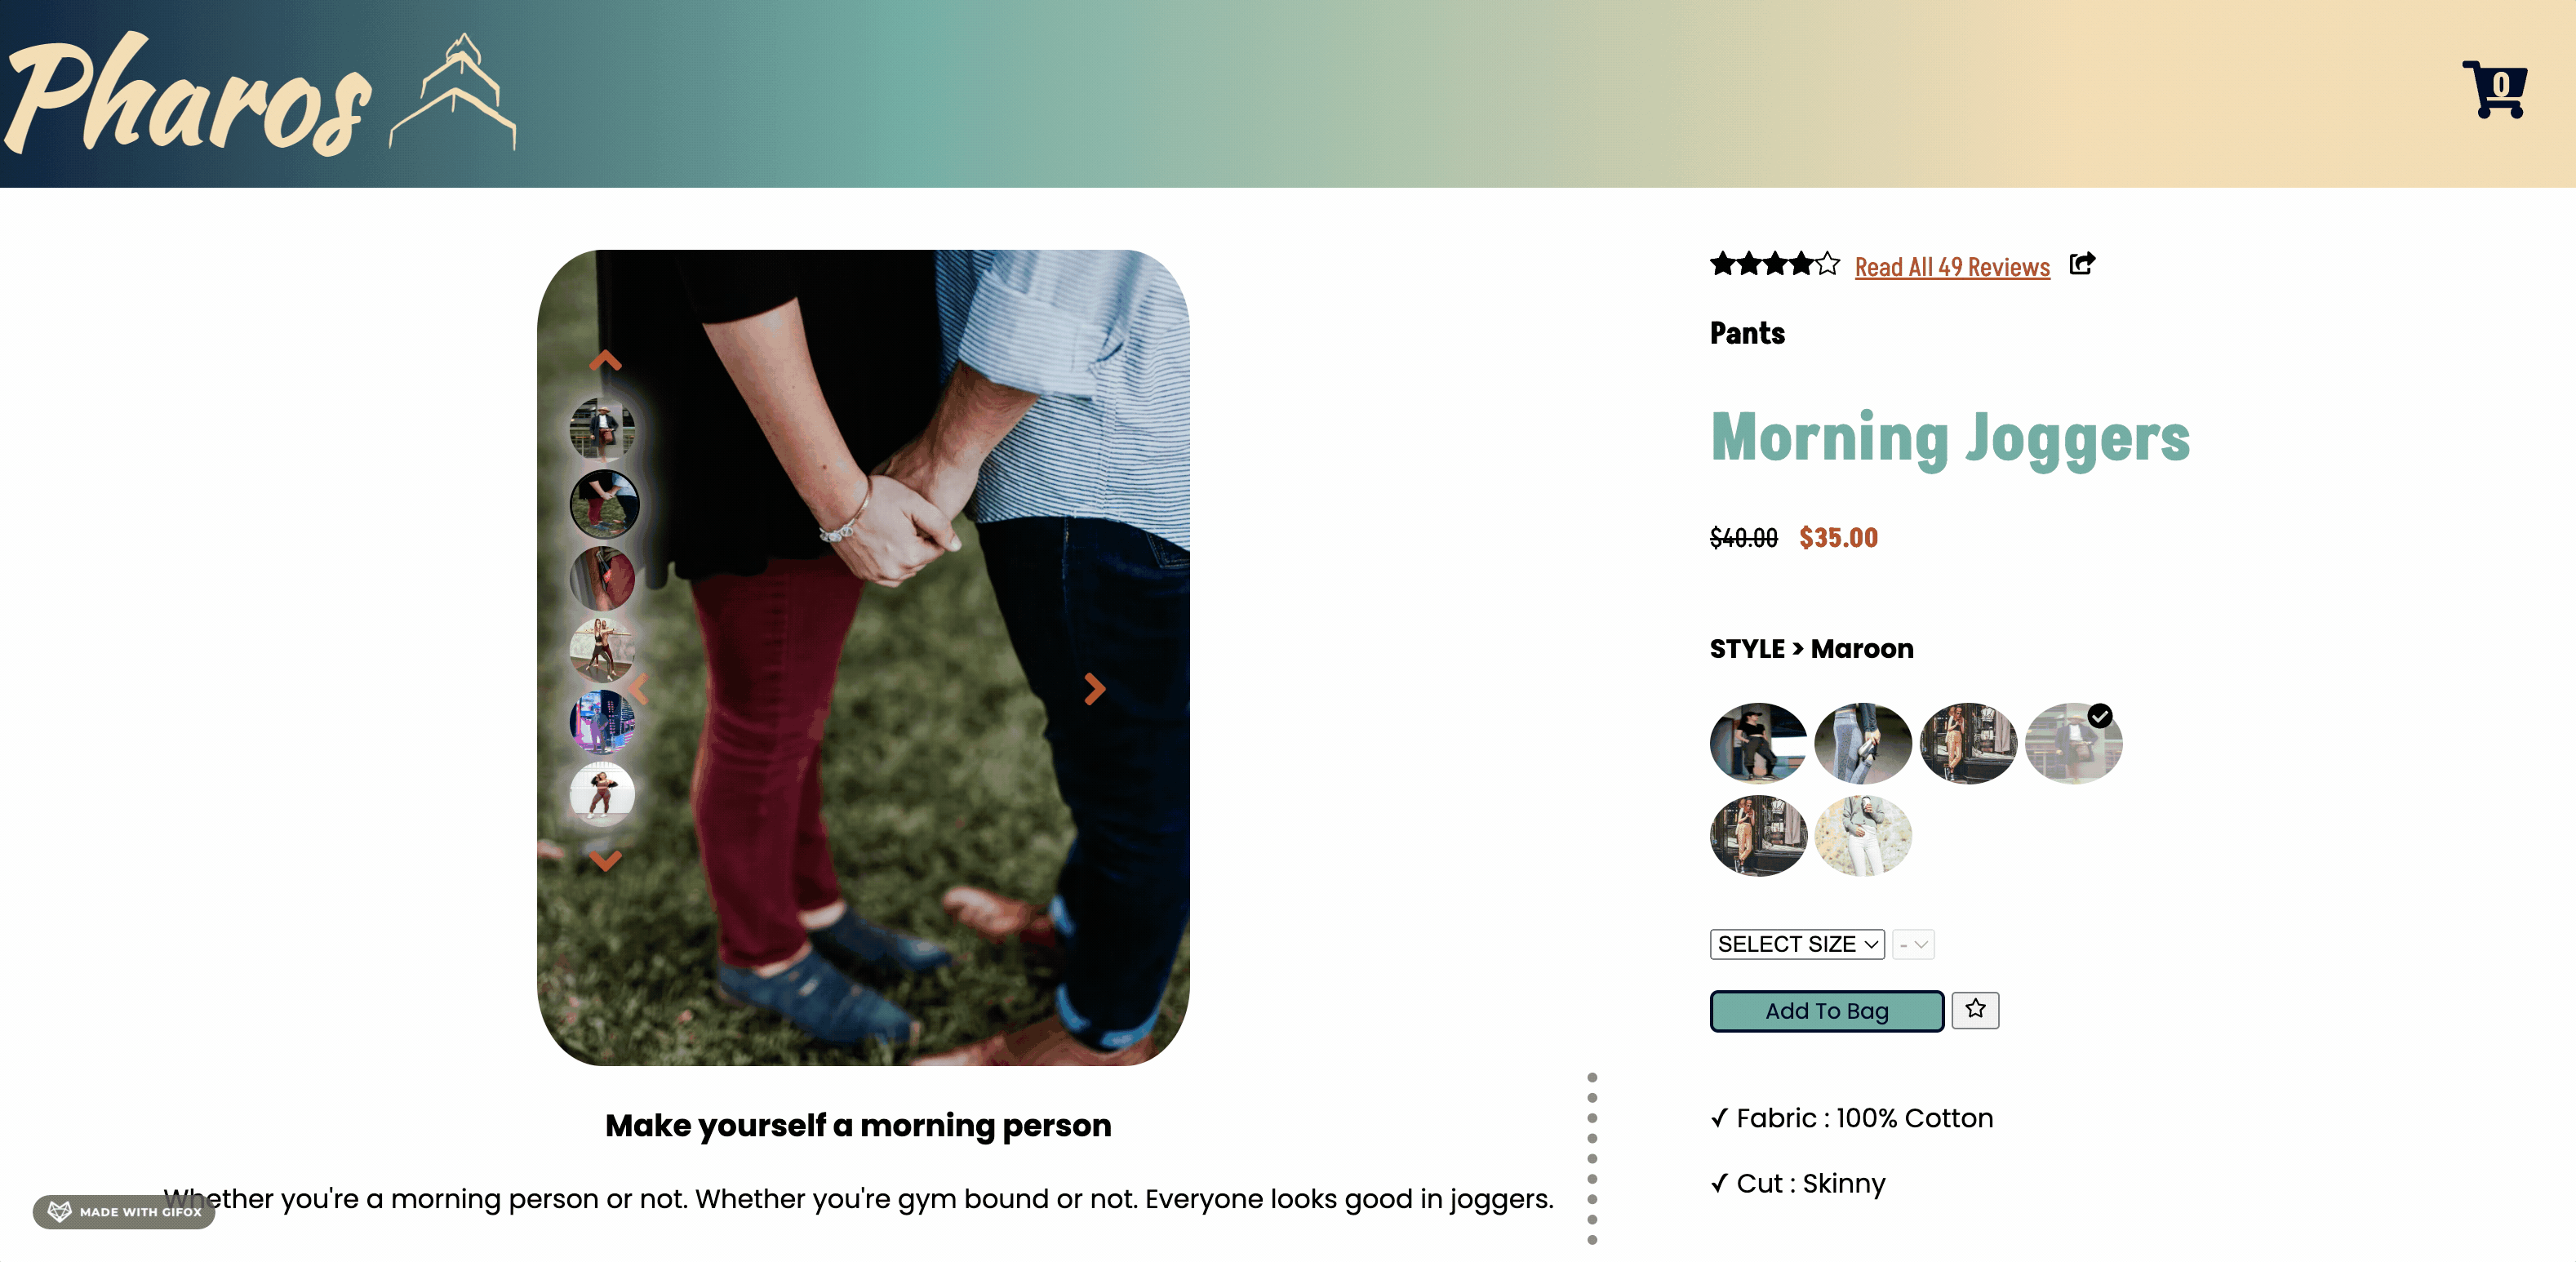 Pharos
0
Read All 49 Reviews
Pants
Morning Joggers
$40.00 $35.00
STYLE > Maroon
SELECT SIZE -
Add To Bag
Make yourself a morning person
Whether you're a morning person or not. Whether you're gym bound or not. Everyone looks good in joggers.
✓ Fabric : 100% Cotton
✓ Cut : Skinny
MADE WITH GIFOX